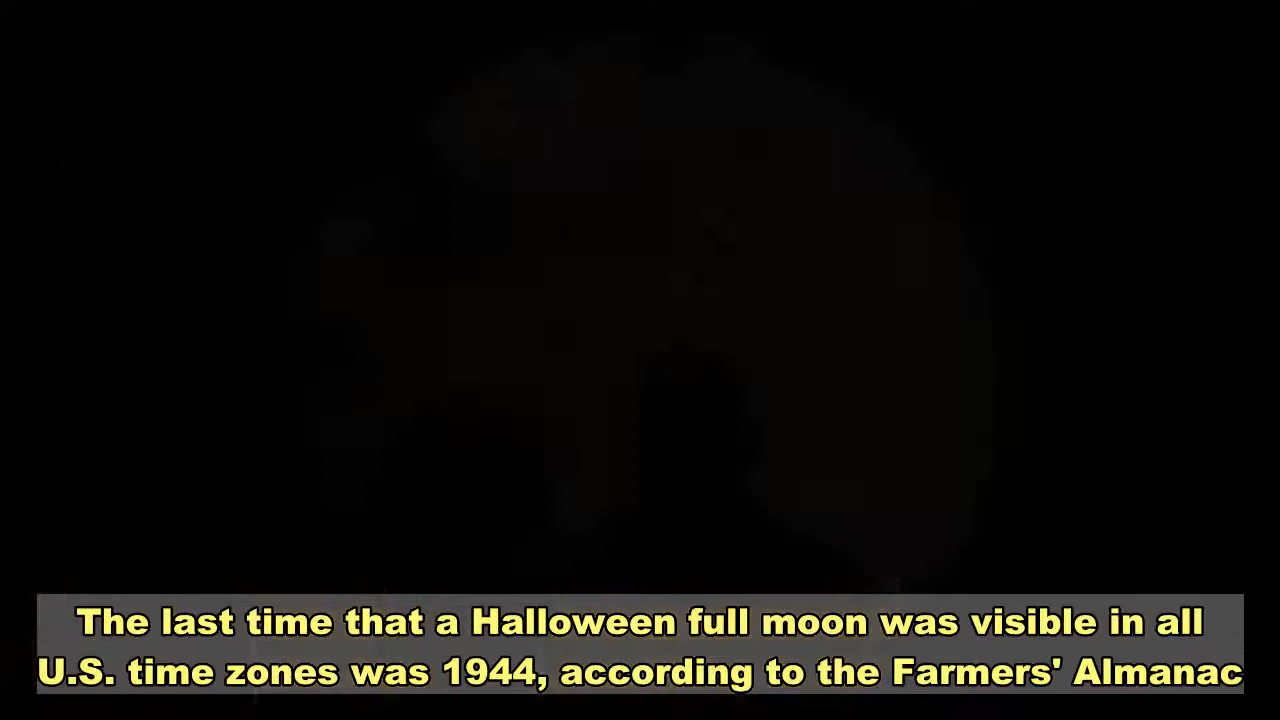 The last time that a Halloween full moon was visible in all
U.S. time zones was 1944, according to the Farmers' Almanac